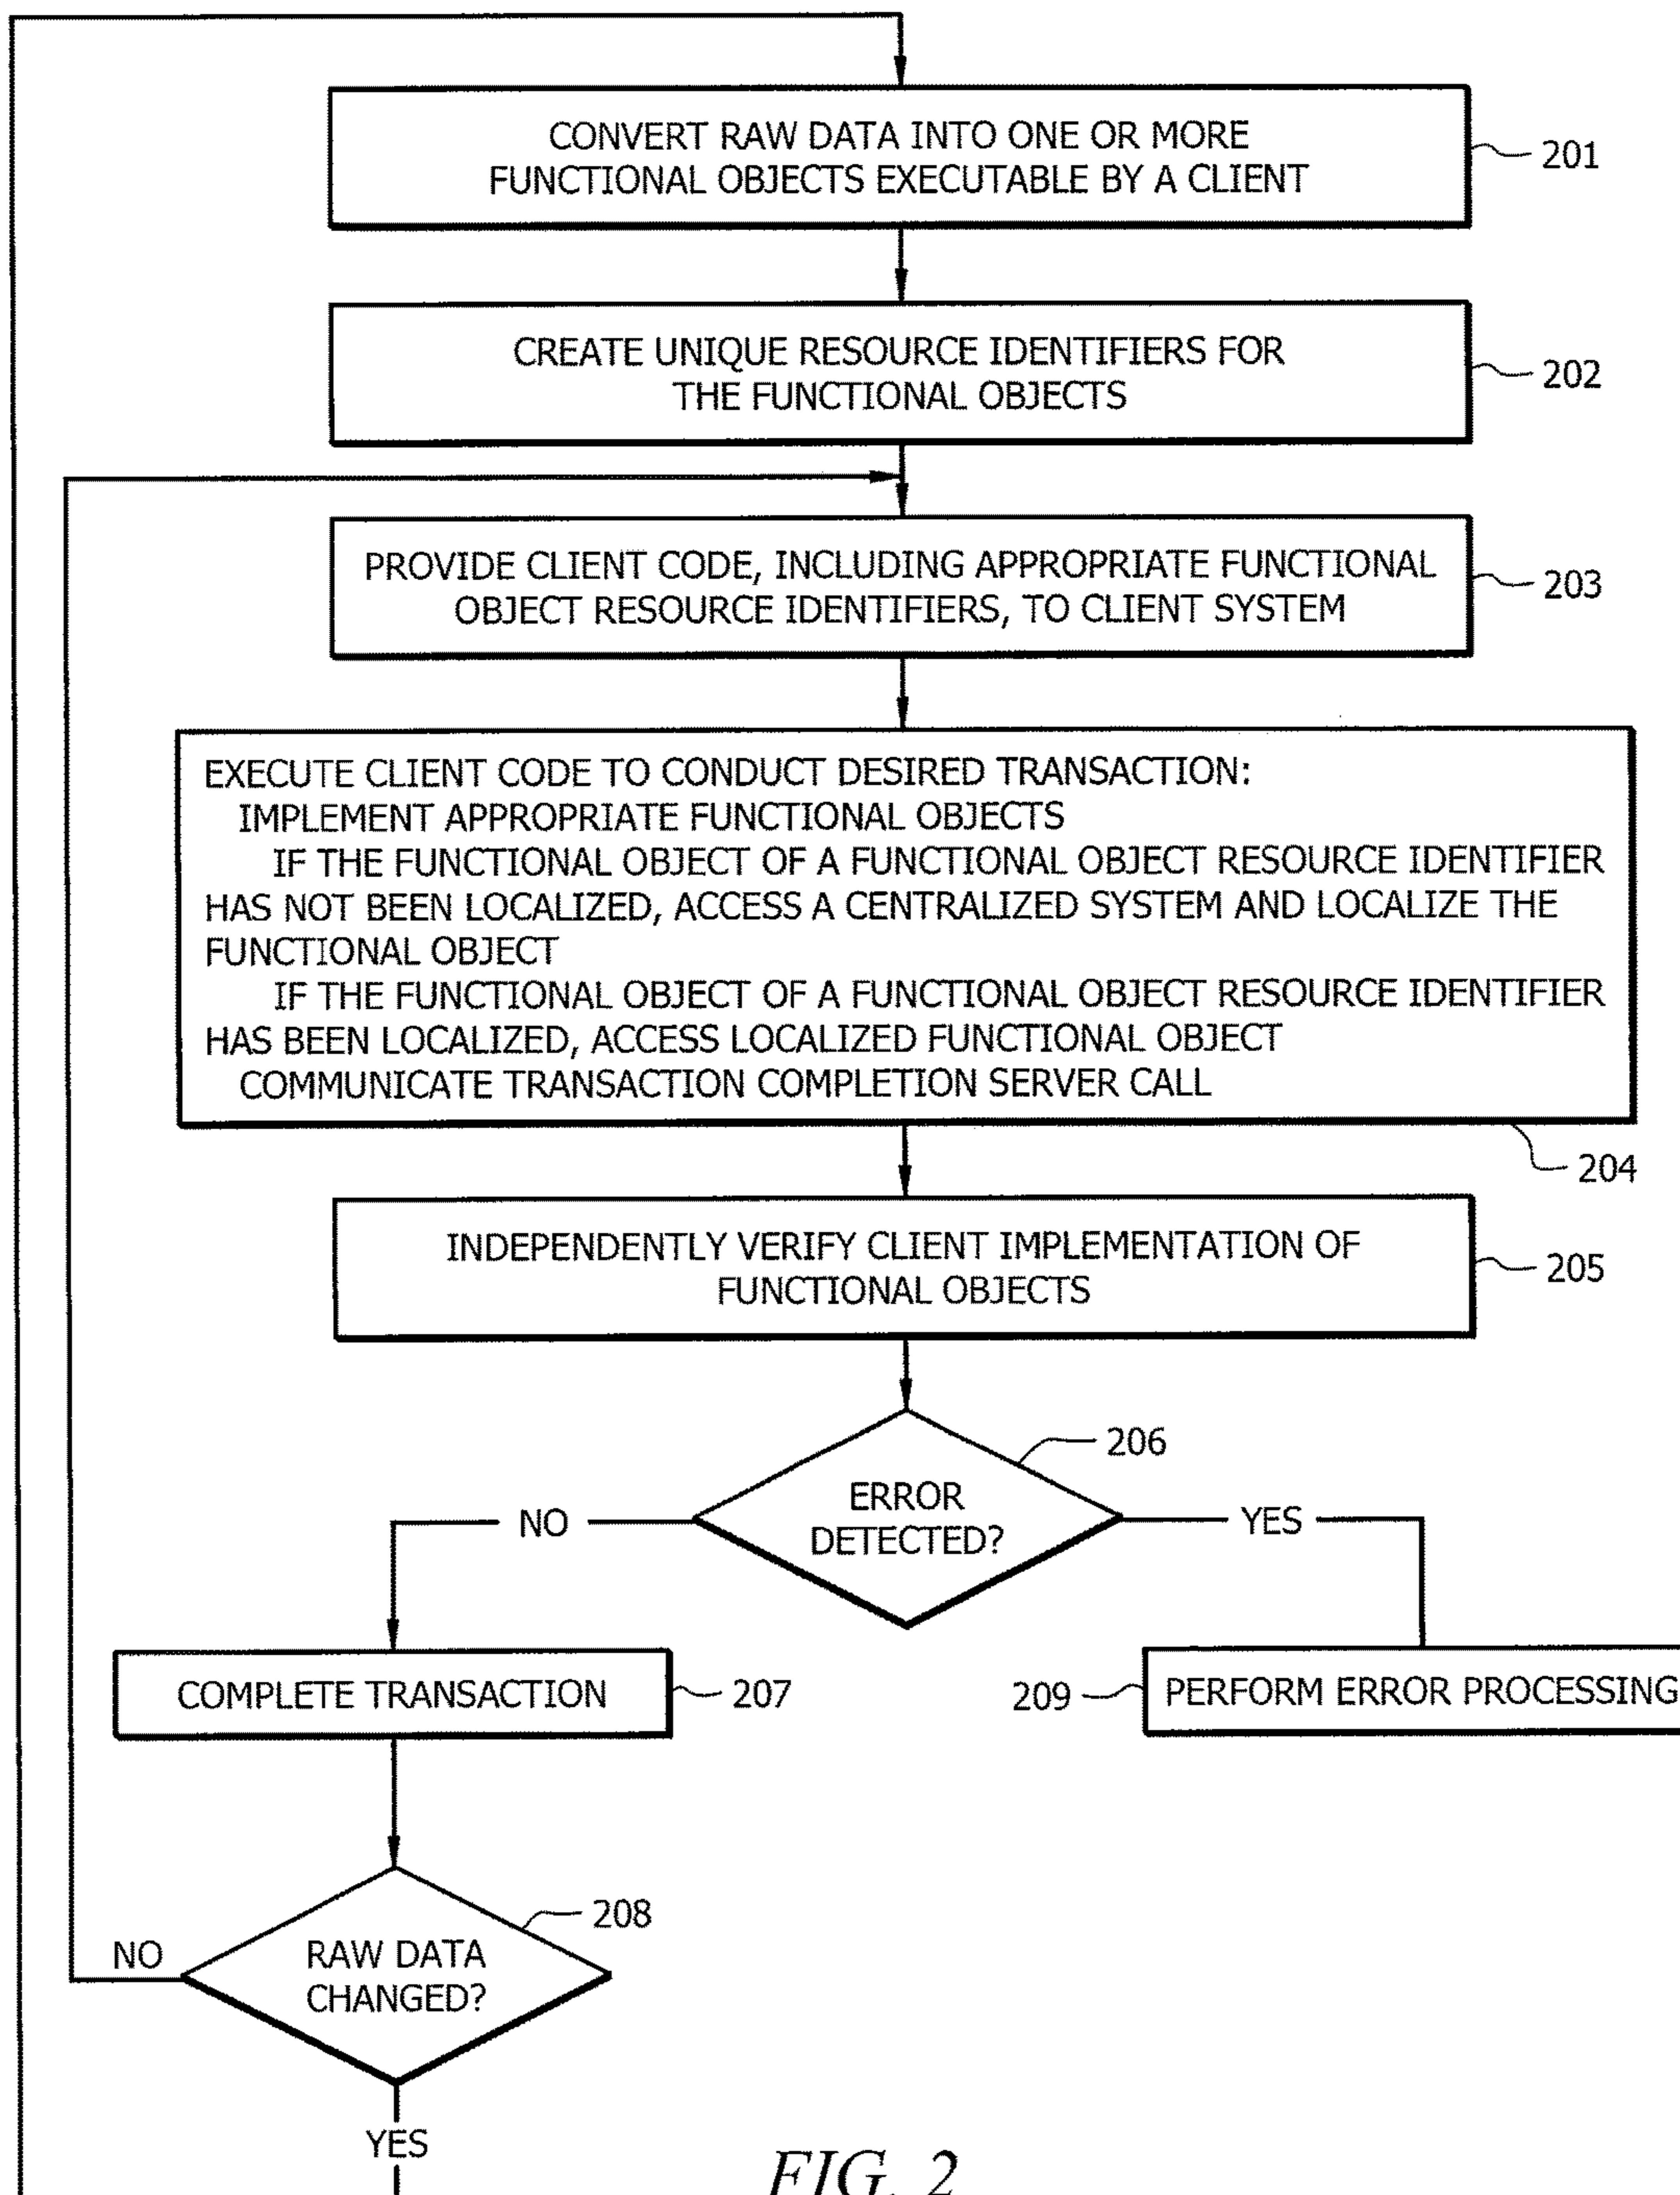 CONVERT RAW DATA INTO ONE OR MORE
FUNCTIONAL OBJECTS EXECUTABLE BY A CLIENT
201
CREATE UNIQUE RESOURCE IDENTIFIERS FOR
THE FUNCTIONAL OBJECTS
202
PROVIDE CLIENT CODE, INCLUDING APPROPRIATE FUNCTIONAL
OBJECT RESOURCE IDENTIFIERS, TO CLIENT SYSTEM
203
EXECUTE CLIENT CODE TO CONDUCT DESIRED TRANSACTION:
IMPLEMENT APPROPRIATE FUNCTIONAL OBJECTS
IF THE FUNCTIONAL OBJECT OF A FUNCTIONAL OBJECT RESOURCE IDENTIFIER
HAS NOT BEEN LOCALIZED, ACCESS A CENTRALIZED SYSTEM AND LOCALIZE THE
FUNCTIONAL OBJECT
IF THE FUNCTIONAL OBJECT OF A FUNCTIONAL OBJECT RESOURCE IDENTIFIER
HAS BEEN LOCALIZED, ACCESS LOCALIZED FUNCTIONAL OBJECT
COMMUNICATE TRANSACTION COMPLETION SERVER CALL
204
INDEPENDENTLY VERIFY CLIENT IMPLEMENTATION OF
FUNCTIONAL OBJECTS
205
206
ERROR
DETECTED?
NO
YES
COMPLETE TRANSACTION
207
209
PERFORM ERROR PROCESSING
208
RAW DATA
CHANGED?
NO
YES
FIG. 2